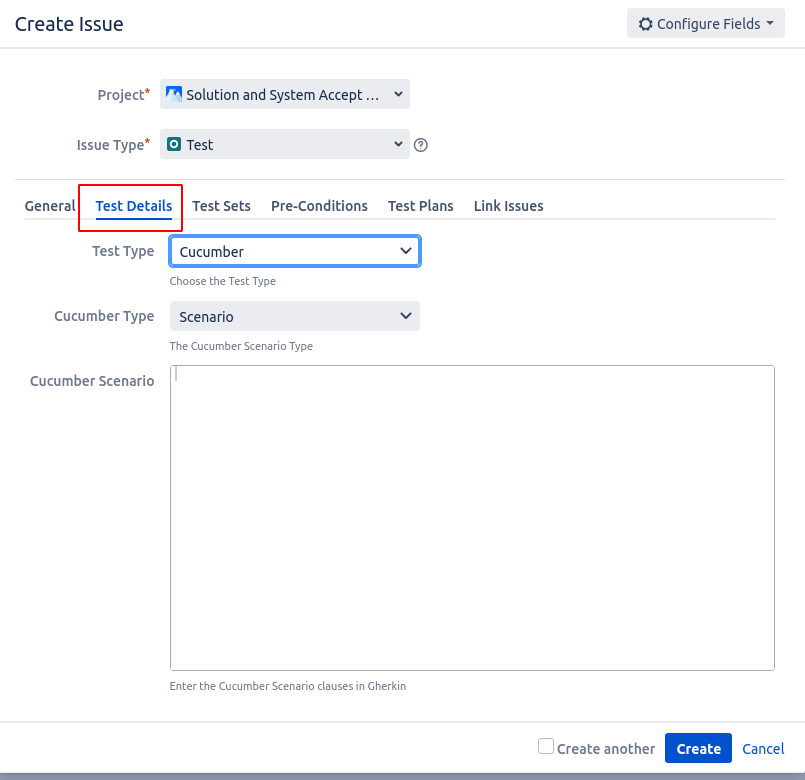 Create Issue
Configure Fields
Project* Solution and System Accept ...
Issue Type* Test
General Test Details Test Sets Pre-Conditions Test Plans Link Issues
Test Type Cucumber
Choose the Test Type
Cucumber Type Scenario
The Cucumber Scenario Type
Cucumber Scenario
Enter the Cucumber Scenario clauses in Gherkin
Create another Create Cancel